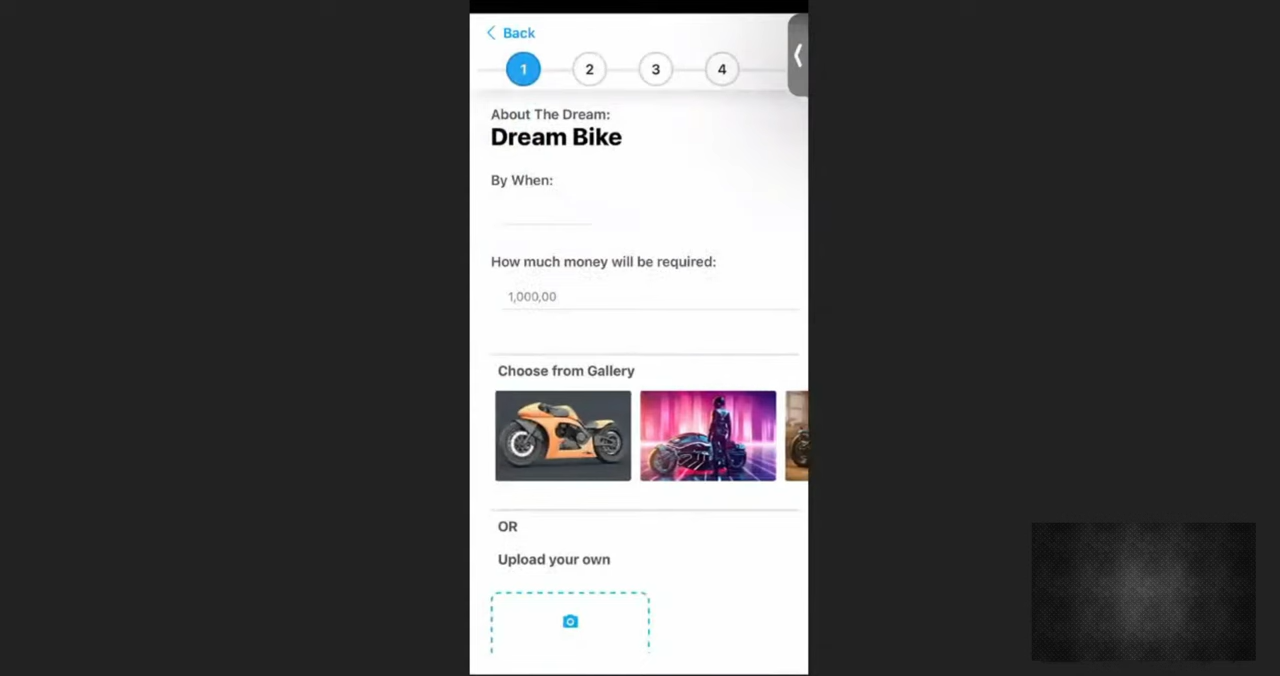 Back
1 2 3 4
About The Dream:
Dream Bike
By When:
How much money will be required:
1,000,00
Choose from Gallery
OR
Upload your own